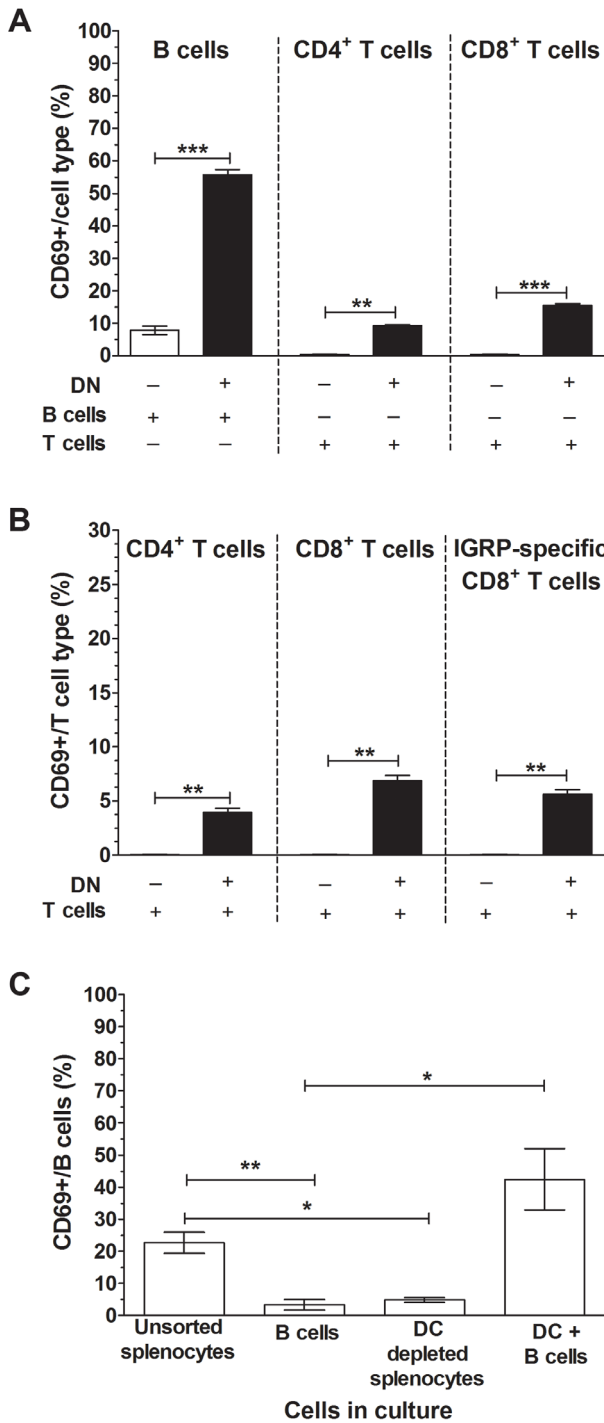 A
B cells
CD4+ T cells
CD8+ T cells
100
90
80
70
60
50
40
30
20
10
0
CD69+/cell type (%)
***
**
***
DN – + – + – +
B cells + + – – – –
T cells – – + + + +
B
CD4+ T cells
CD8+ T cells
IGRP-specific
CD8+ T cells
30
25
20
15
10
5
0
CD69+/T cell type (%)
**
**
**
DN – + – + – +
T cells + + + + + +
C
100
90
80
70
60
50
40
30
20
10
0
CD69+/B cells (%)
*
**
*
Unsorted
splenocytes
B cells
DC
depleted
splenocytes
DC +
B cells
Cells in culture